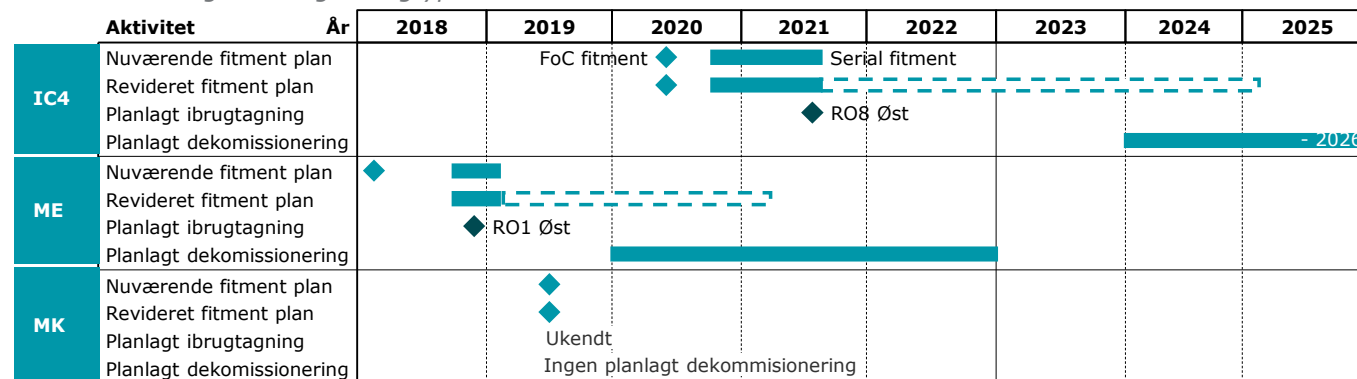 Aktivitet År 2018 2019 2020 2021 2022 2023 2024 2025
IC4
Nuværende fitment plan FoC fitment Serial fitment
Revideret fitment plan
Planlagt ibrugtagning RO8 Øst
Planlagt dekomissionering - 2026
ME
Nuværende fitment plan
Revideret fitment plan
Planlagt ibrugtagning RO1 Øst
Planlagt dekomissionering
MK
Nuværende fitment plan
Revideret fitment plan
Planlagt ibrugtagning Ukendt
Planlagt dekomissionering Ingen planlagt dekommisionering